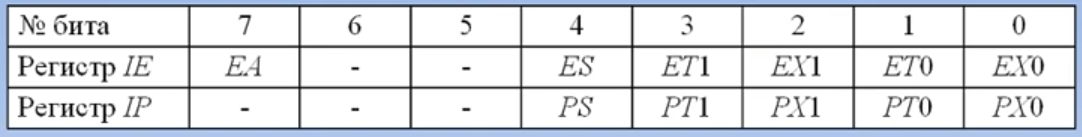 № бита 7 6 5 4 3 2 1 0
Регистр IE EA - - ES ET1 EX1 ET0 EX0
Регистр IP - - - PS PT1 PX1 PT0 PX0